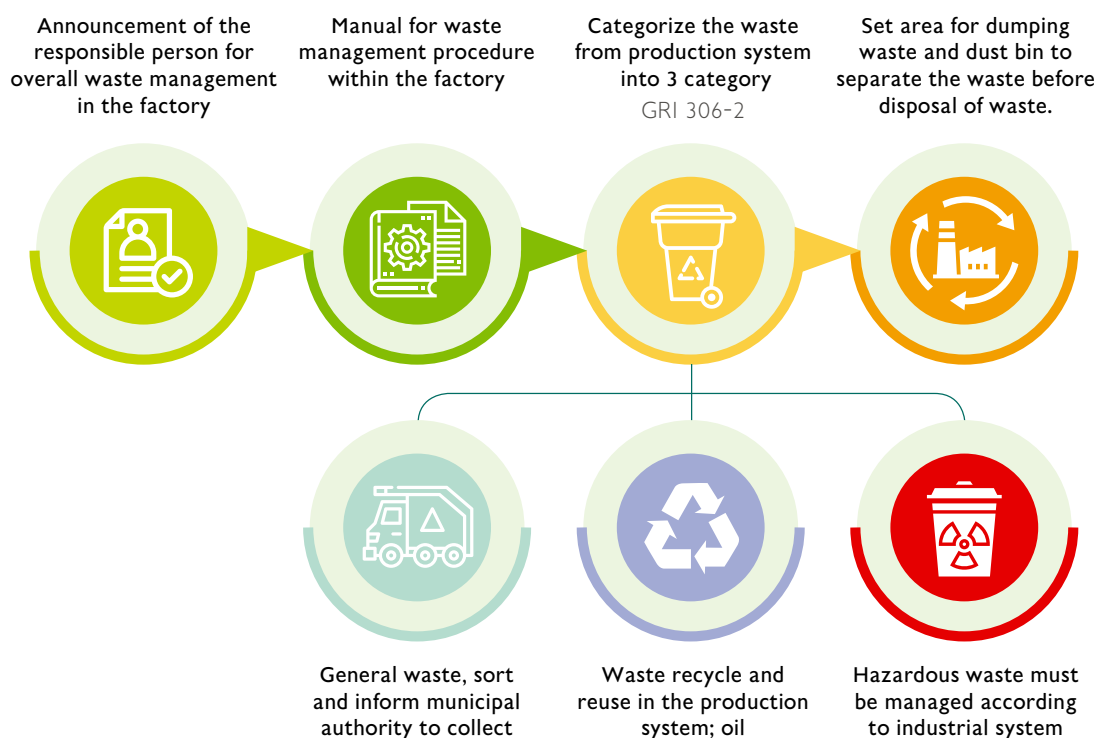 Announcement of the
responsible person for
overall waste management
in the factory
Manual for waste
management procedure
within the factory
Categorize the waste
from production system
into 3 category
GRI 306-2
Set area for dumping
waste and dust bin to
separate the waste before
disposal of waste.
General waste, sort
and inform municipal
authority to collect
Waste recycle and
reuse in the production
system; oil
Hazardous waste must
be managed according
to industrial system